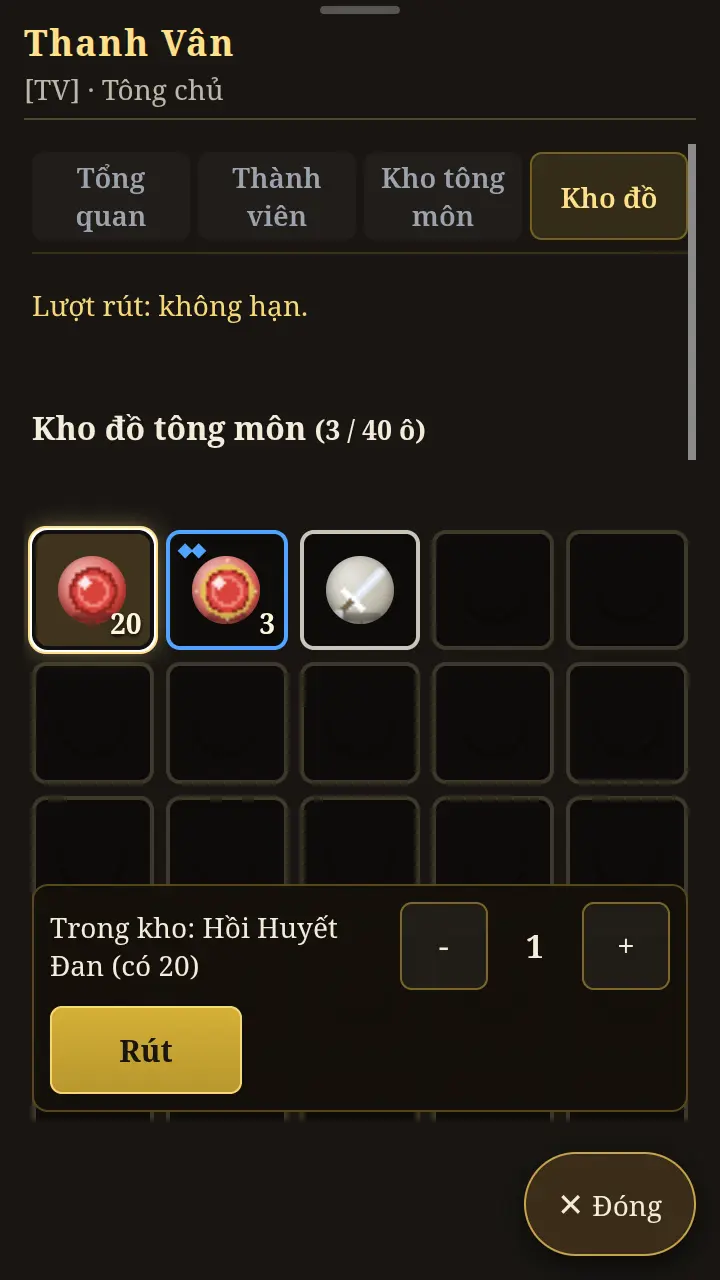 Thanh Vân
[TV] · Tông chủ
Tổng
quan
Thành
viên
Kho tông
môn
Kho đồ
Lượt rút: không hạn.
Kho đồ tông môn (3 / 40 ô)
20
3
Trong kho: Hồi Huyết
Đan (có 20)
-
1
+
Rút
✕ Đóng